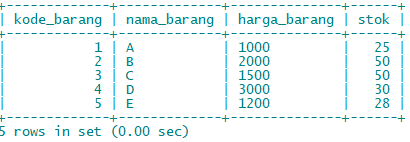 | kode_barang | nama_barang | harga_barang | stok |
| 1 | A | 1000 | 25 |
| 2 | B | 2000 | 50 |
| 3 | C | 1500 | 50 |
| 4 | D | 3000 | 30 |
| 5 | E | 1200 | 28 |
5 rows in set (0.00 sec)